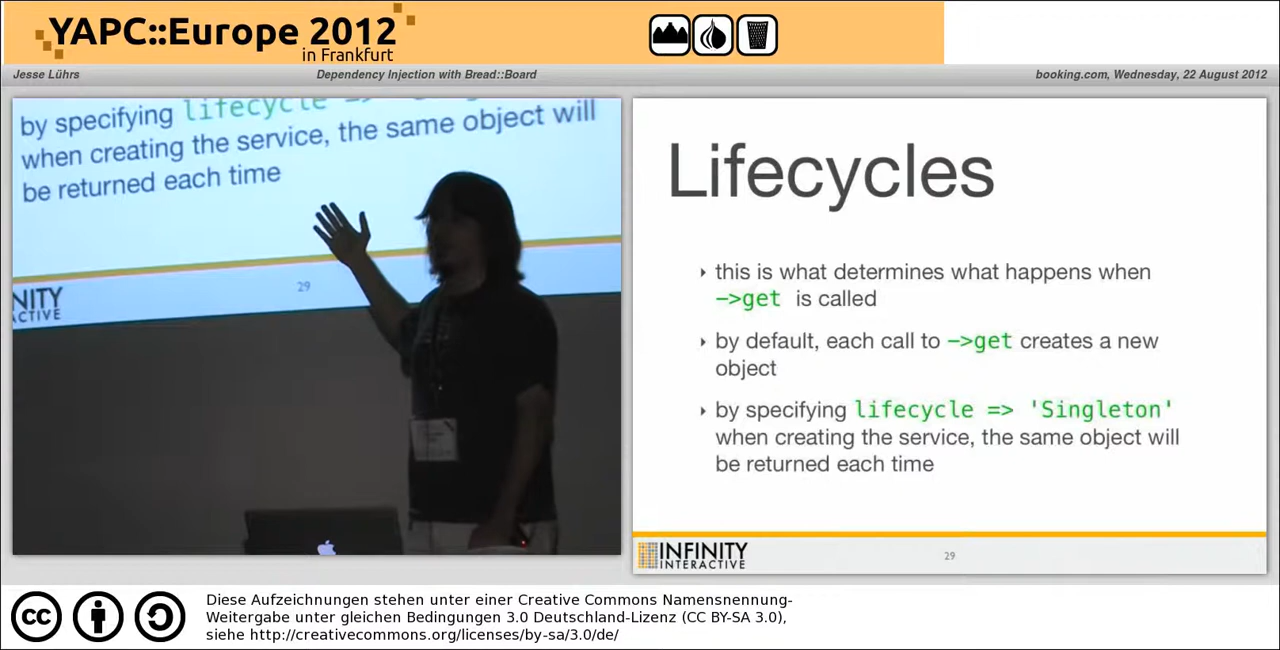 YAPC::Europe 2012
in Frankfurt
Jesse Lührs
Dependency Injection with Bread::Board
booking.com, Wednesday, 22 August 2012
by specifying lifecycle =>
when creating the service, the same object will
be returned each time
29
NITY
ACTIVE
Lifecycles
this is what determines what happens when
->get is called
by default, each call to ->get creates a new
object
by specifying lifecycle => 'Singleton'
when creating the service, the same object will
be returned each time
INFINITY
INTERACTIVE
29
cc
Diese Aufzeichnungen stehen unter einer Creative Commons Namensnennung-
Weitergabe unter gleichen Bedingungen 3.0 Deutschland-Lizenz (CC BY-SA 3.0),
siehe http://creativecommons.org/licenses/by-sa/3.0/de/